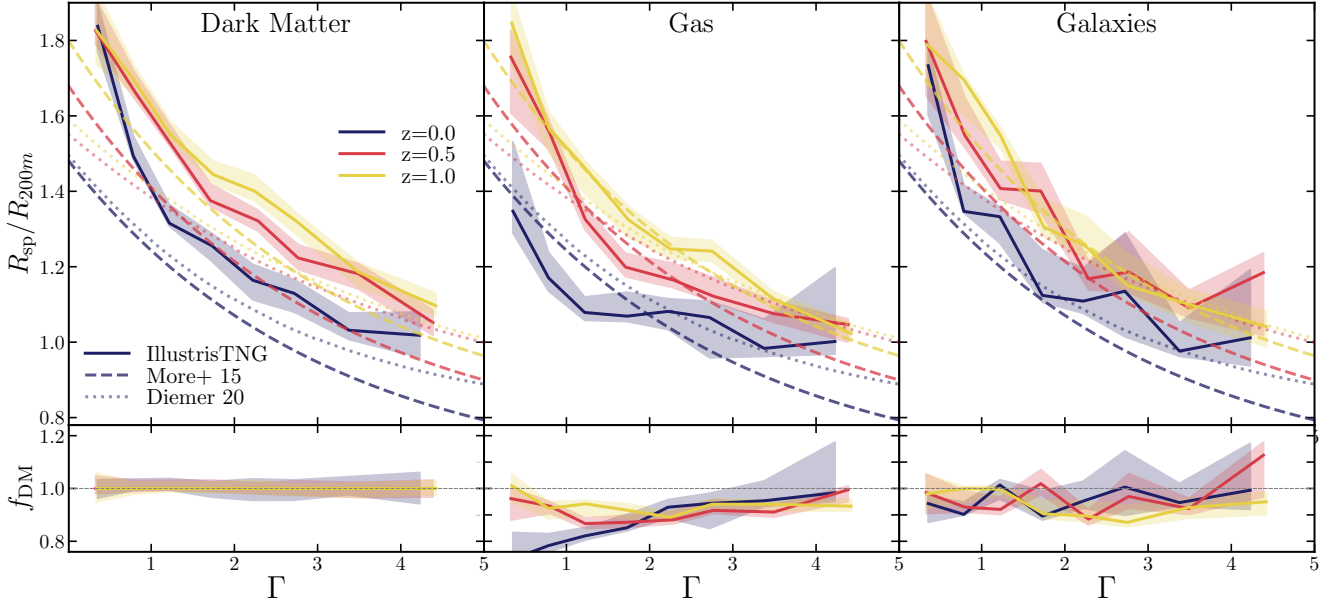 Dark Matter
Gas
Galaxies
1.8
1.6
1.4
1.2
1.0
0.8
R_sp/R_200m
z=0.0
z=0.5
z=1.0
IllustrisTNG
More+ 15
Diemer 20
1.2
1.0
0.8
f_DM
1 2 3 4 5
1 2 3 4 5
1 2 3 4 5
Γ
Γ
Γ